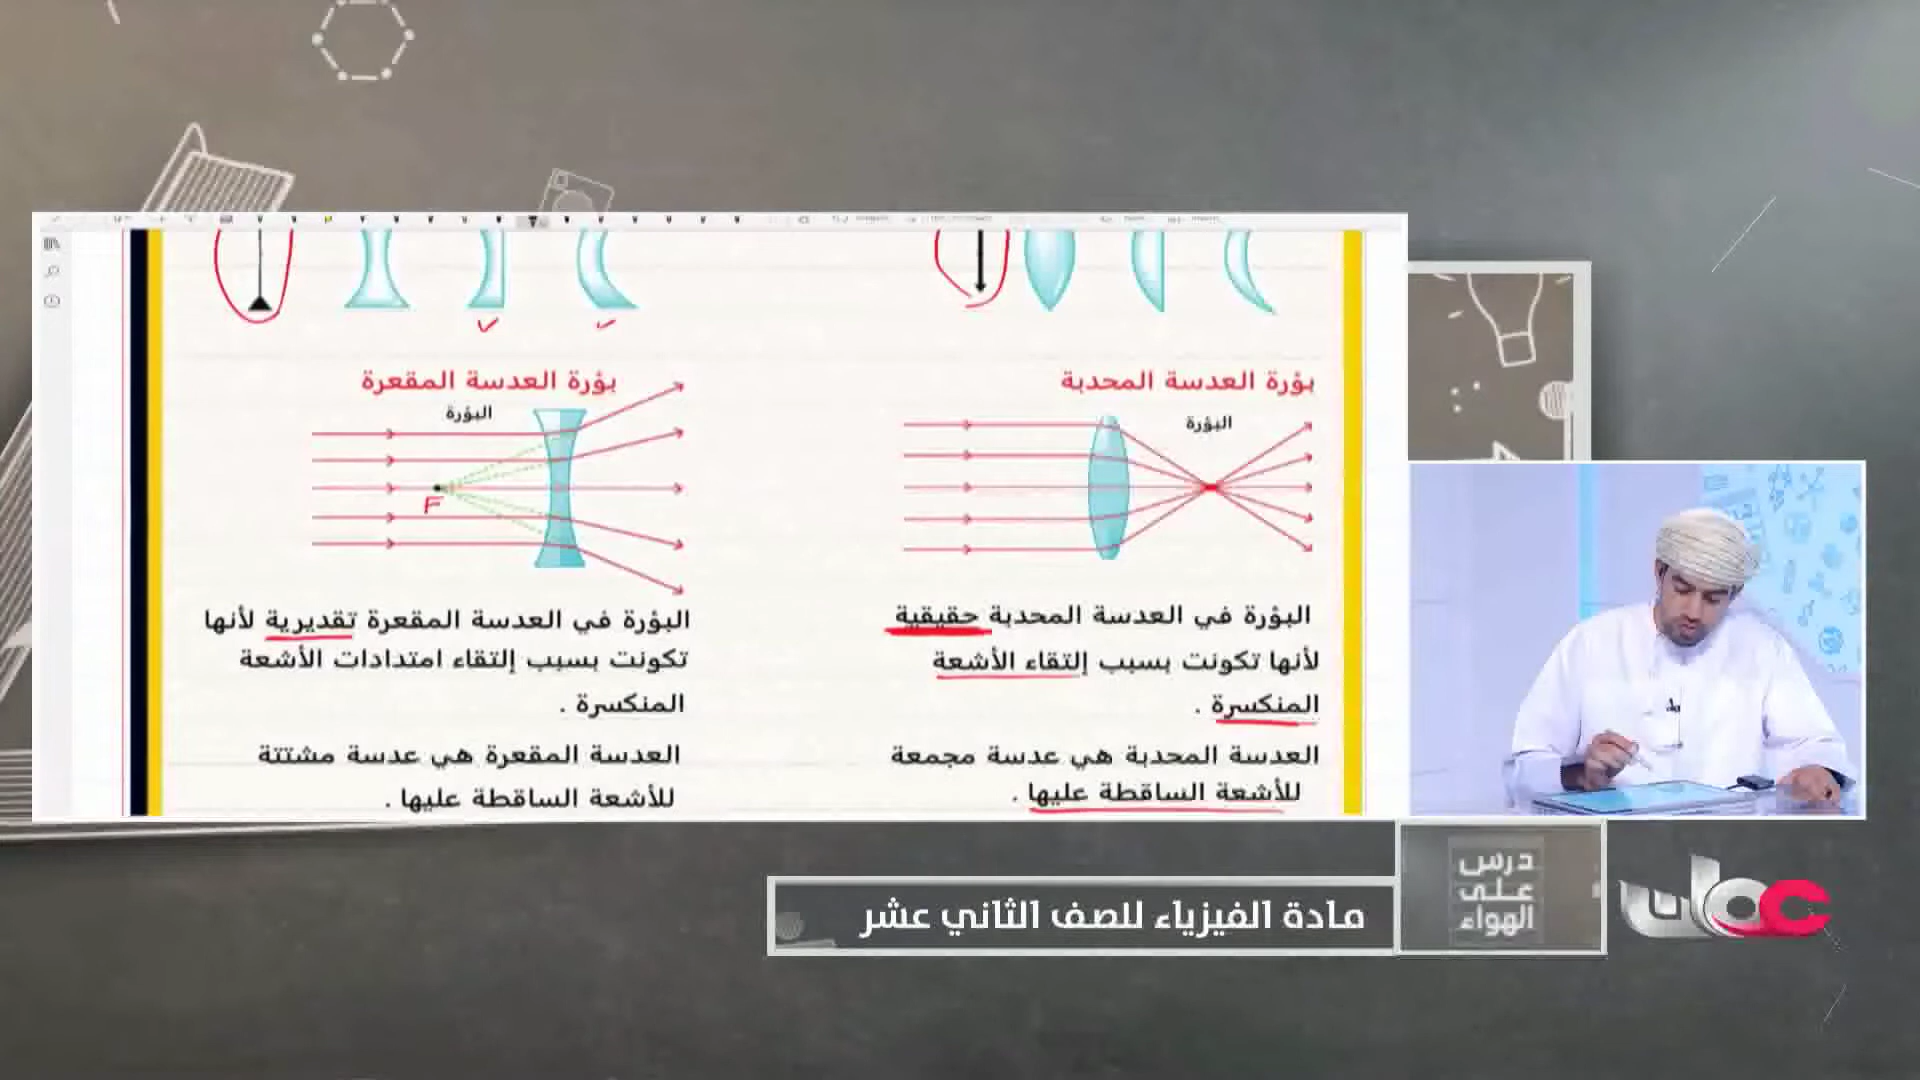 بؤرة العدسة المحدبة
البؤرة
البؤرة في العدسة المحدبة حقيقية
لأنها تكونت بسبب إلتقاء الأشعة
المنكسرة .
العدسة المحدبة هي عدسة مجمعة
للأشعة الساقطة عليها .
بؤرة العدسة المقعرة
البؤرة
F
البؤرة في العدسة المقعرة تقديرية لأنها
تكونت بسبب إلتقاء امتدادات الأشعة
المنكسرة .
العدسة المقعرة هي عدسة مشتتة
للأشعة الساقطة عليها .
درس
على
الهواء
مادة الفيزياء للصف الثاني عشر